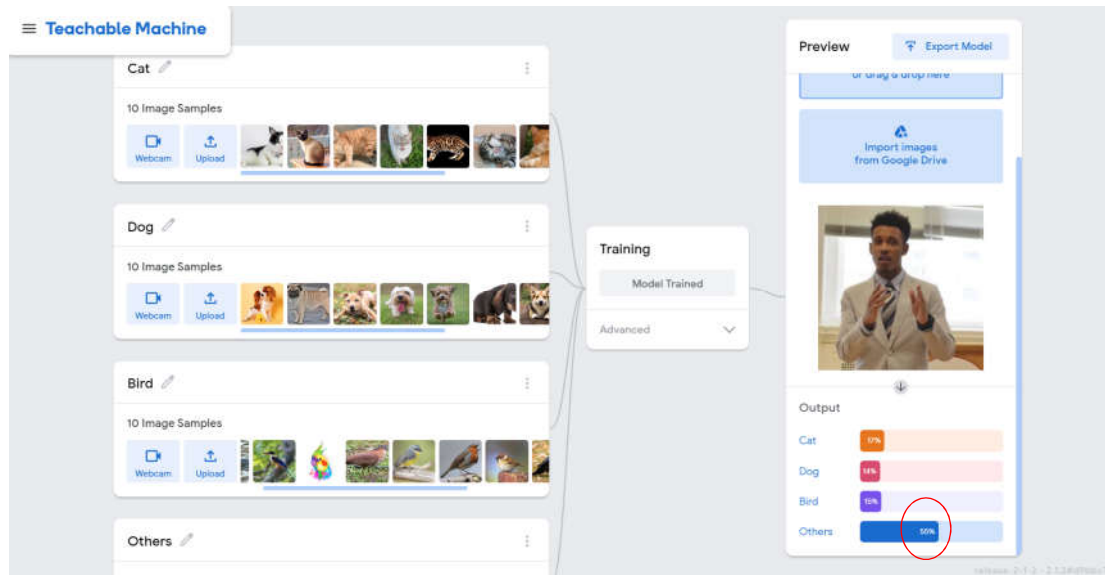 Teachable Machine
Cat
10 Image Samples
Webcam
Upload
Dog
10 Image Samples
Webcam
Upload
Bird
10 Image Samples
Webcam
Upload
Others
Training
Model Trained
Advanced
Preview
Export Model
or drag & drop here
Import images
from Google Drive
Output
Cat
17%
Dog
14%
Bird
15%
Others
55%